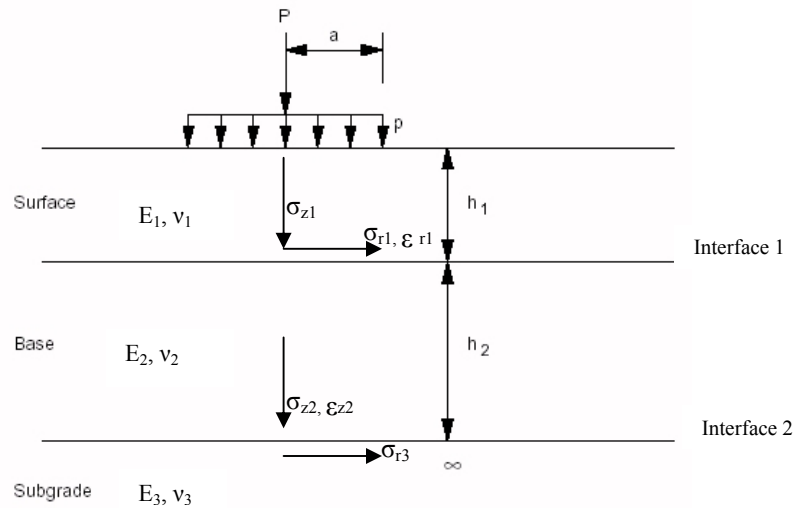 P
a
p
Surface
E1, ν1
σz1
h1
σr1, ε r1
Interface 1
Base
E2, ν2
h2
σz2, εz2
Interface 2
σr3
∞
Subgrade
E3, ν3